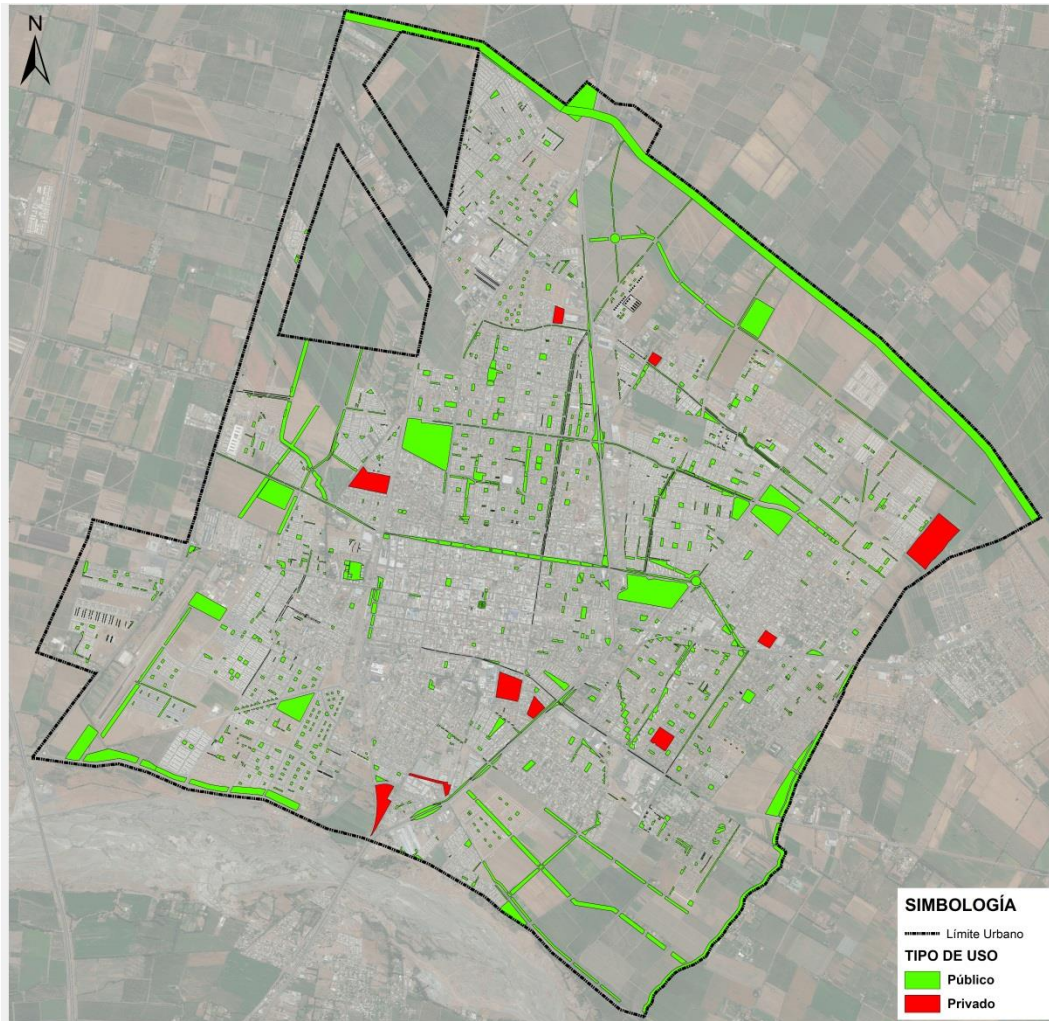 N
SIMBOLOGÍA
Límite Urbano
TIPO DE USO
Público
Privado